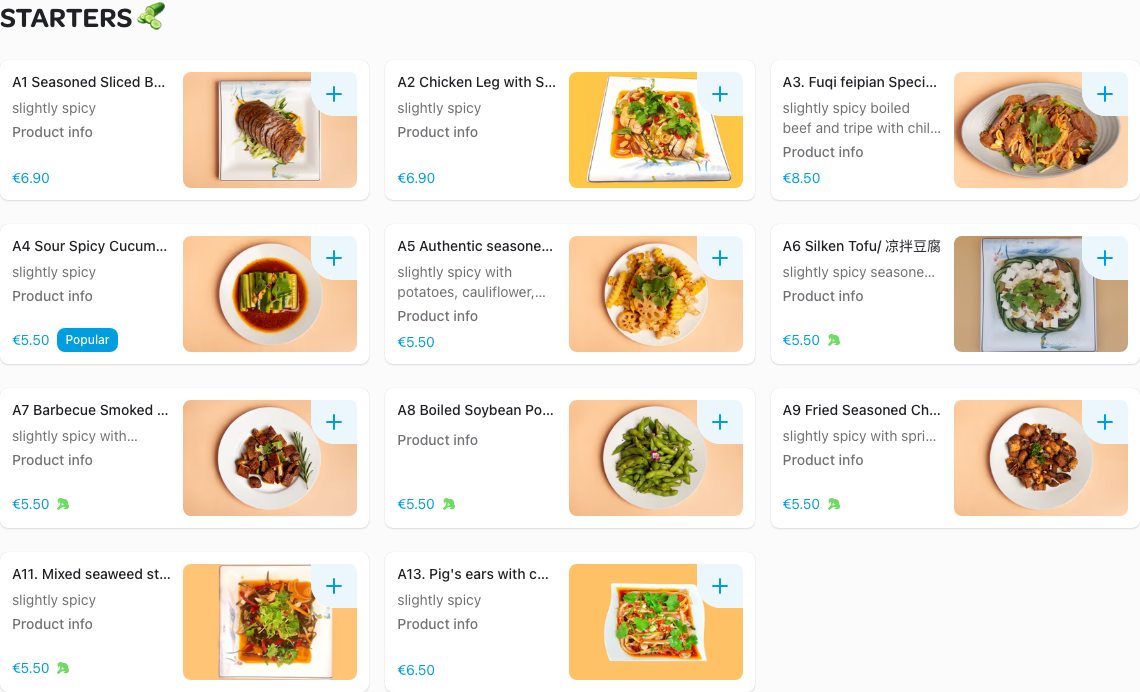 STARTERS
A1 Seasoned Sliced B...
slightly spicy
Product info
€6.90
A2 Chicken Leg with S...
slightly spicy
Product info
€6.90
A3. Fuqi feipian Speci...
slightly spicy boiled
beef and tripe with chil...
Product info
€8.50
A4 Sour Spicy Cucum...
slightly spicy
Product info
€5.50 Popular
A5 Authentic seasone...
slightly spicy with
potatoes, cauliflower,...
Product info
€5.50
A6 Silken Tofu/ 凉拌豆腐
slightly spicy seasone...
Product info
€5.50
A7 Barbecue Smoked ...
slightly spicy with...
Product info
€5.50
A8 Boiled Soybean Po...
Product info
€5.50
A9 Fried Seasoned Ch...
slightly spicy with spri...
Product info
€5.50
A11. Mixed seaweed st...
slightly spicy
Product info
€5.50
A13. Pig's ears with c...
slightly spicy
Product info
€6.50